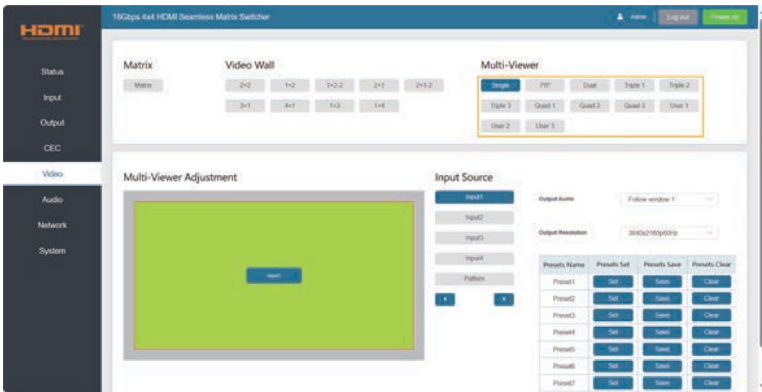 HDMI
18Gbps 4x4 HDMI Seamless Matrix Switcher
Admin
Log out
Power on
Status
Input
Output
CEC
Video
Audio
Network
System
Matrix
Matrix
Video Wall
2×2 1×2 1×2-2 2×1 2×1-2
3×1 4×1 1×3 1×4
Multi-Viewer
Single PIP Dual Triple 1 Triple 2
Triple 3 Quad 1 Quad 2 Quad 3 User 1
User 2 User 3
Multi-Viewer Adjustment
Input1
Input Source
Input1
Input2
Input3
Input4
Pattern
Output Audio Follow window 1
Output Resolution 3840x2160p60Hz
Presets Name Presets Set Presets Save Presets Clear
Preset1 Set Save Clear
Preset2 Set Save Clear
Preset3 Set Save Clear
Preset4 Set Save Clear
Preset5 Set Save Clear
Preset6 Set Save Clear
Preset7 Set Save Clear